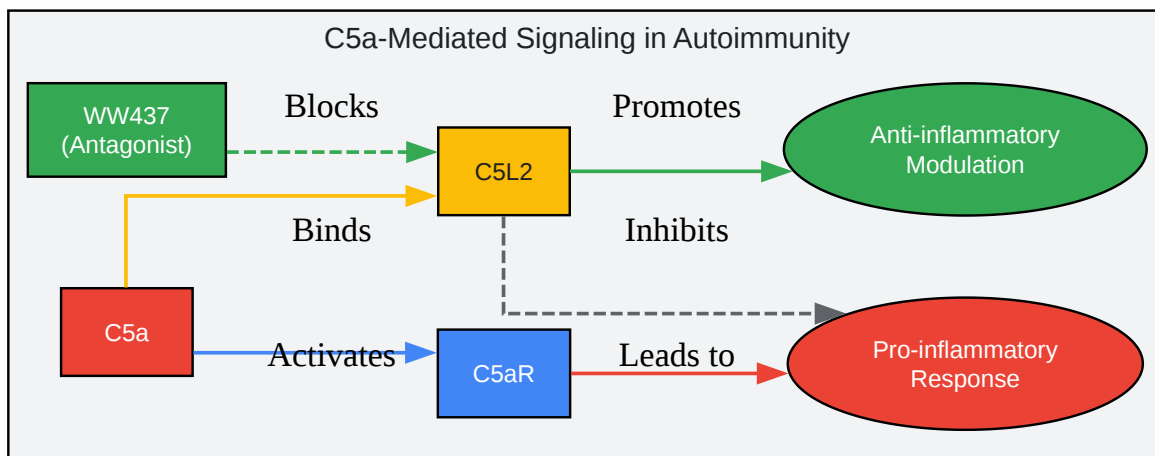 C5a-Mediated Signaling in Autoimmunity
WW437
(Antagonist)
Blocks
C5L2
Promotes
Anti-inflammatory
Modulation
Binds
Inhibits
C5a
Activates
C5aR
Leads to
Pro-inflammatory
Response